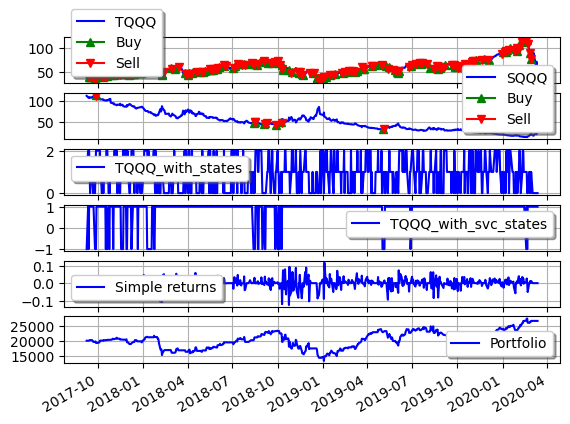 TQQQ
Buy
Sell
100
50
SQQQ
Buy
Sell
100
50
TQQQ_with_states
2
0
TQQQ_with_svc_states
1
0
−1
Simple returns
0.1
0.0
−0.1
Portfolio
25000
20000
15000
2017-10 2018-01 2018-04 2018-07 2018-10 2019-01 2019-04 2019-07 2019-10 2020-01 2020-04